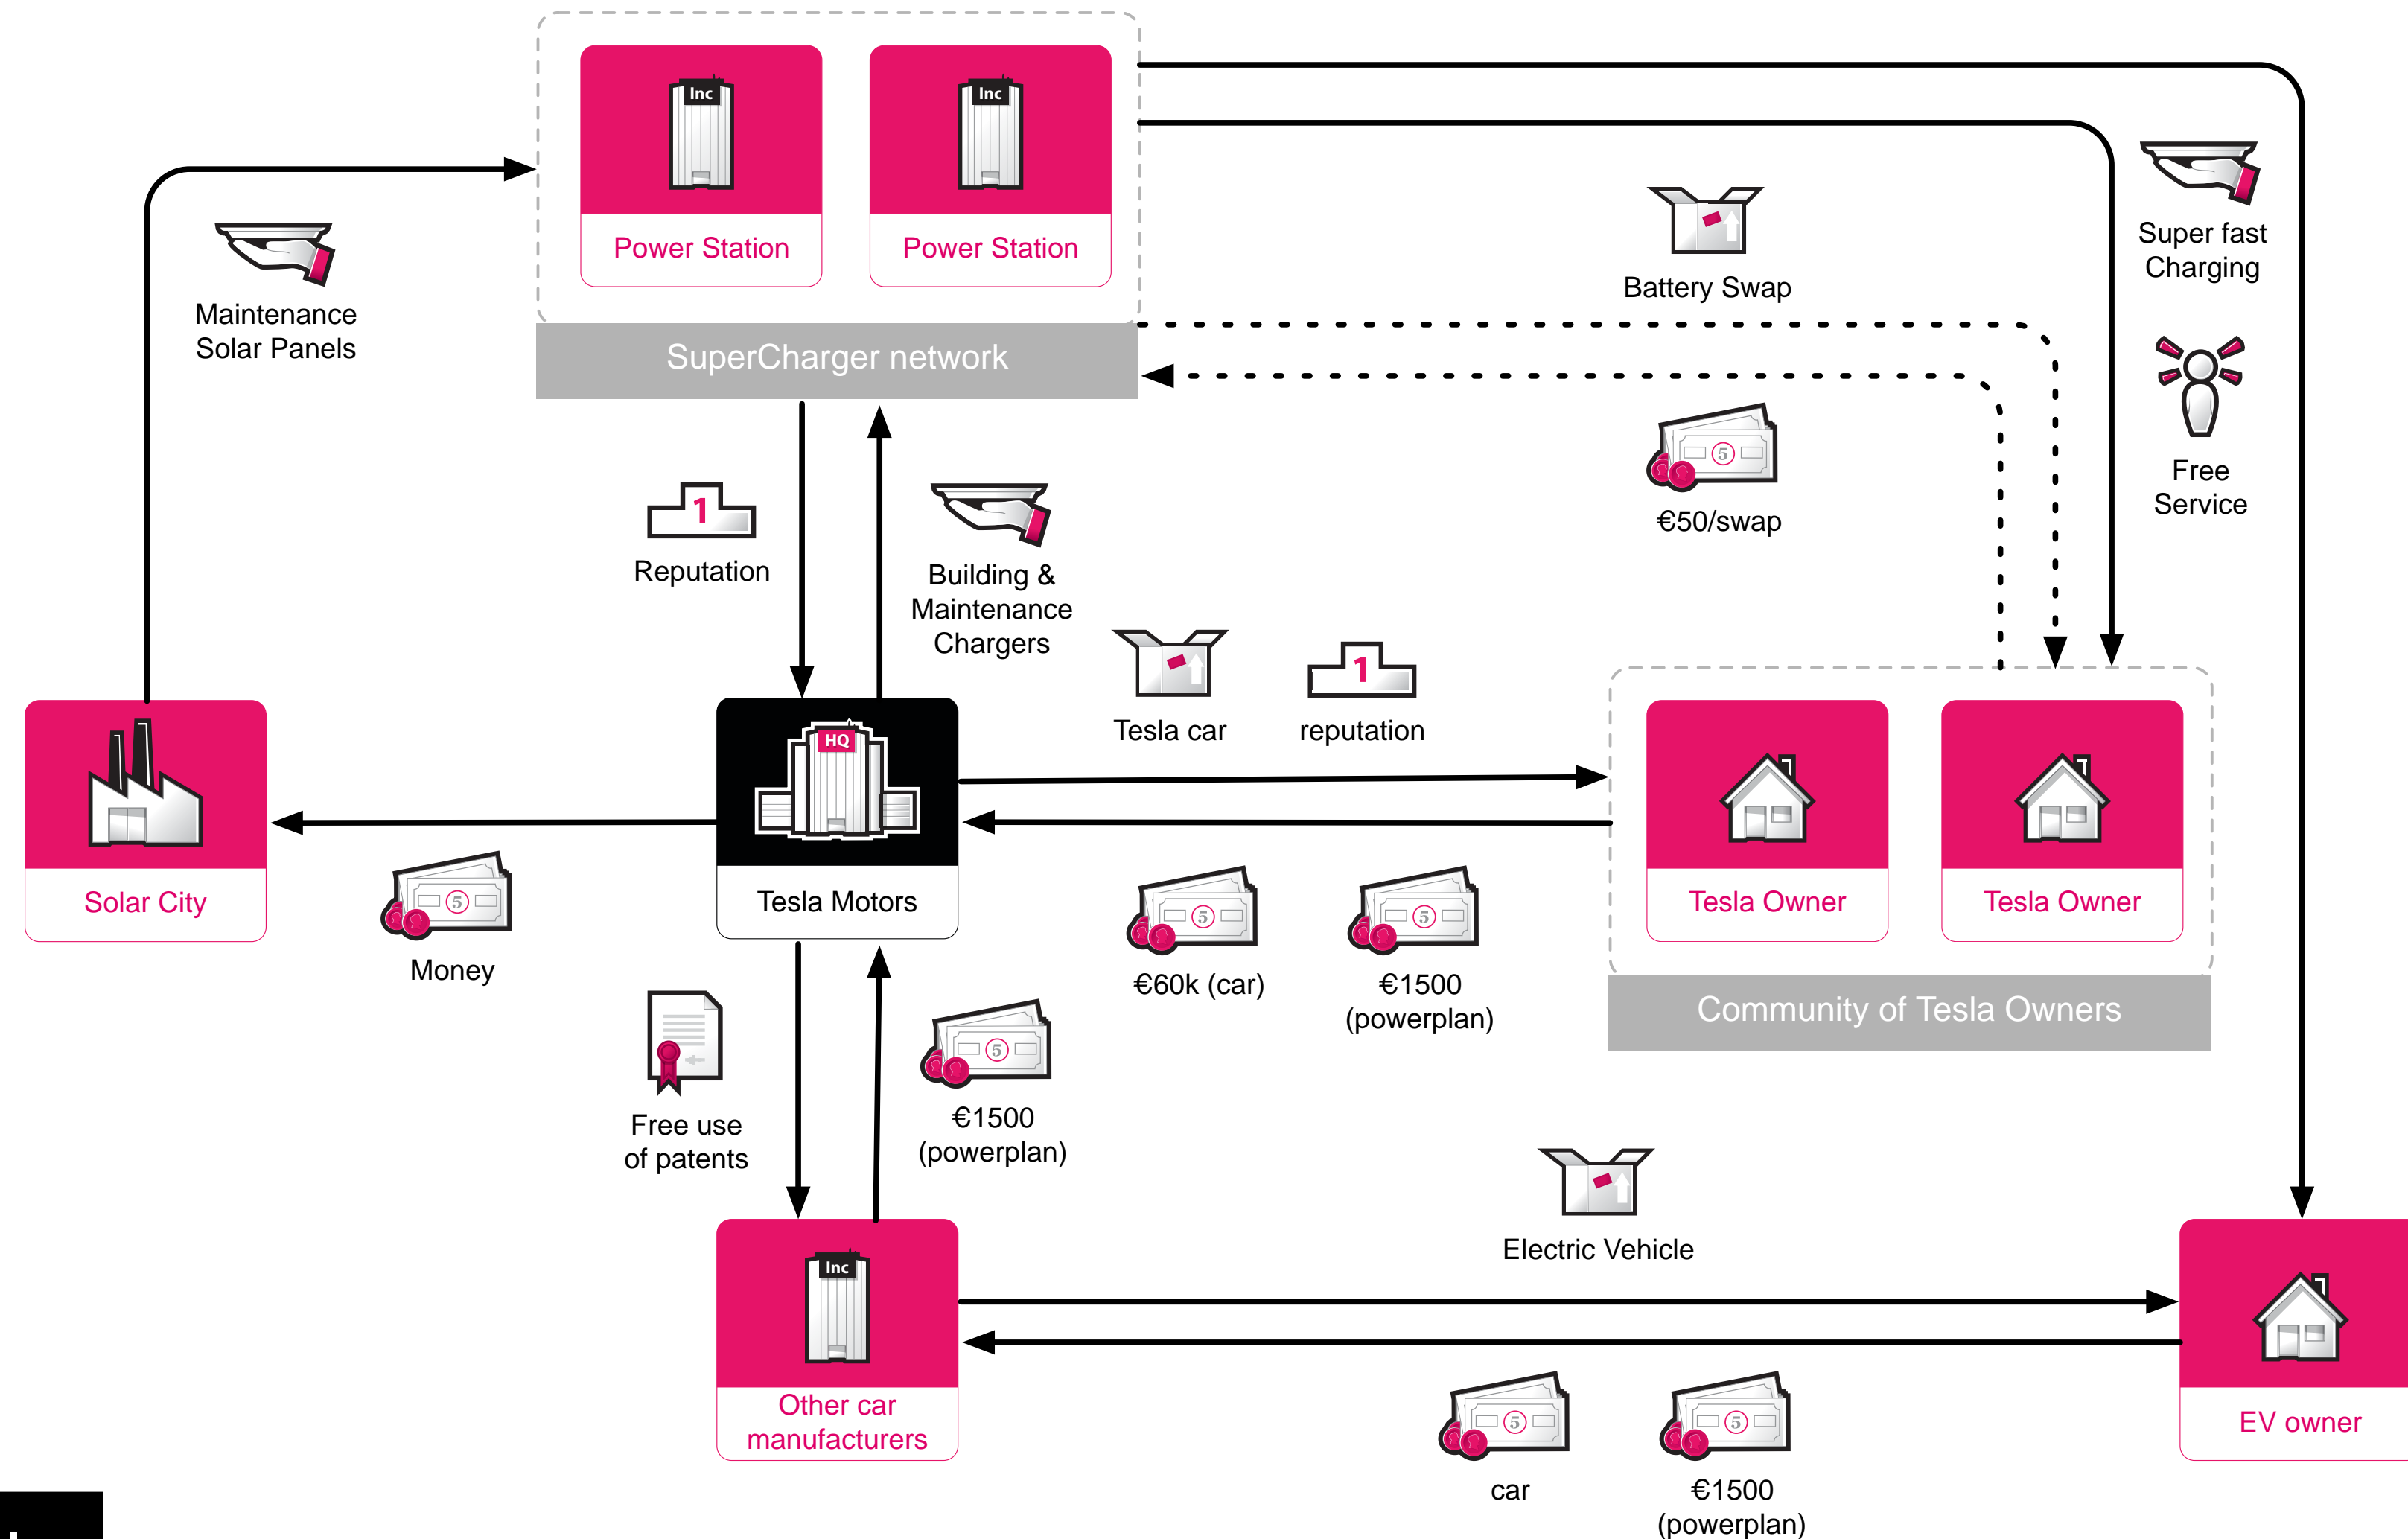 Inc
Inc
Power Station
Power Station
SuperCharger network
Maintenance
Solar Panels
Battery Swap
Super fast
Charging
5
€50/swap
Free
Service
1
Reputation
Building &
Maintenance
Chargers
Tesla car
1
reputation
Solar City
HQ
Tesla Motors
Tesla Owner
Tesla Owner
Community of Tesla Owners
5
Money
5
€60k (car)
5
€1500
(powerplan)
Free use
of patents
5
€1500
(powerplan)
Electric Vehicle
Inc
Other car
manufacturers
EV owner
5
car
5
€1500
(powerplan)